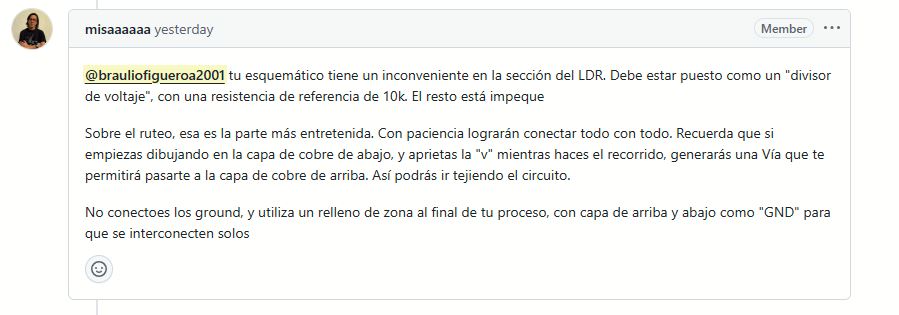 misaaaaaa yesterday
Member
@brauliofigueroa2001 tu esquemático tiene un inconveniente en la sección del LDR. Debe estar puesto como un "divisor
de voltaje", con una resistencia de referencia de 10k. El resto está impeque
Sobre el ruteo, esa es la parte más entretenida. Con paciencia lograrán conectar todo con todo. Recuerda que si
empiezas dibujando en la capa de cobre de abajo, y aprietas la "v" mientras haces el recorrido, generarás una Vía que te
permitirá pasarte a la capa de cobre de arriba. Así podrás ir tejiendo el circuito.
No conectoes los ground, y utiliza un relleno de zona al final de tu proceso, con capa de arriba y abajo como "GND" para
que se interconecten solos